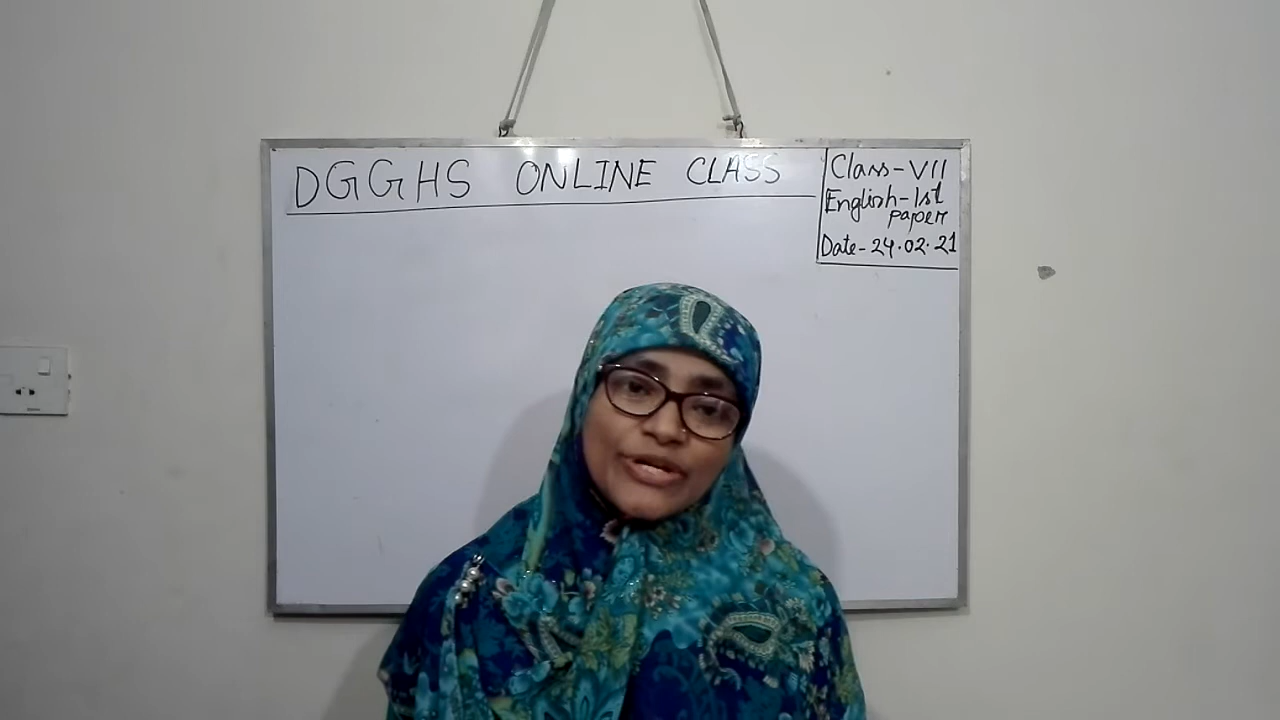 DGGHS ONLINE CLASS
Class-VII
English-1st
paper
Date-24.02.21